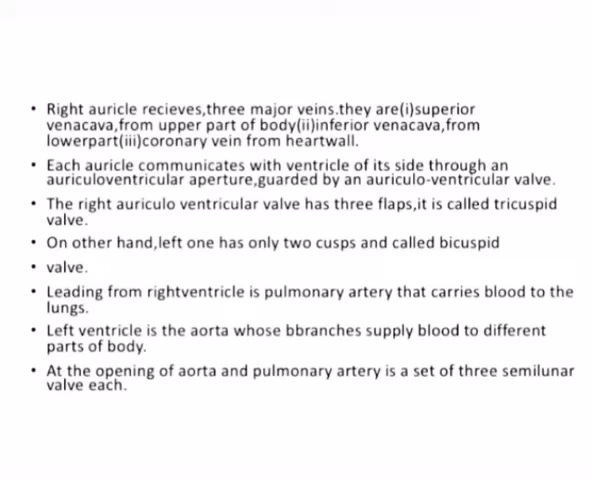 • Right auricle recieves,three major veins.they are(i)superior
venacava,from upper part of body(ii)inferior venacava,from
lowerpart(iii)coronary vein from heartwall.
• Each auricle communicates with ventricle of its side through an
auriculoventricular aperture,guarded by an auriculo-ventricular valve.
• The right auriculo ventricular valve has three flaps,it is called tricuspid
valve.
• On other hand,left one has only two cusps and called bicuspid
• valve.
• Leading from rightventricle is pulmonary artery that carries blood to the
lungs.
• Left ventricle is the aorta whose bbranches supply blood to different
parts of body.
• At the opening of aorta and pulmonary artery is a set of three semilunar
valve each.